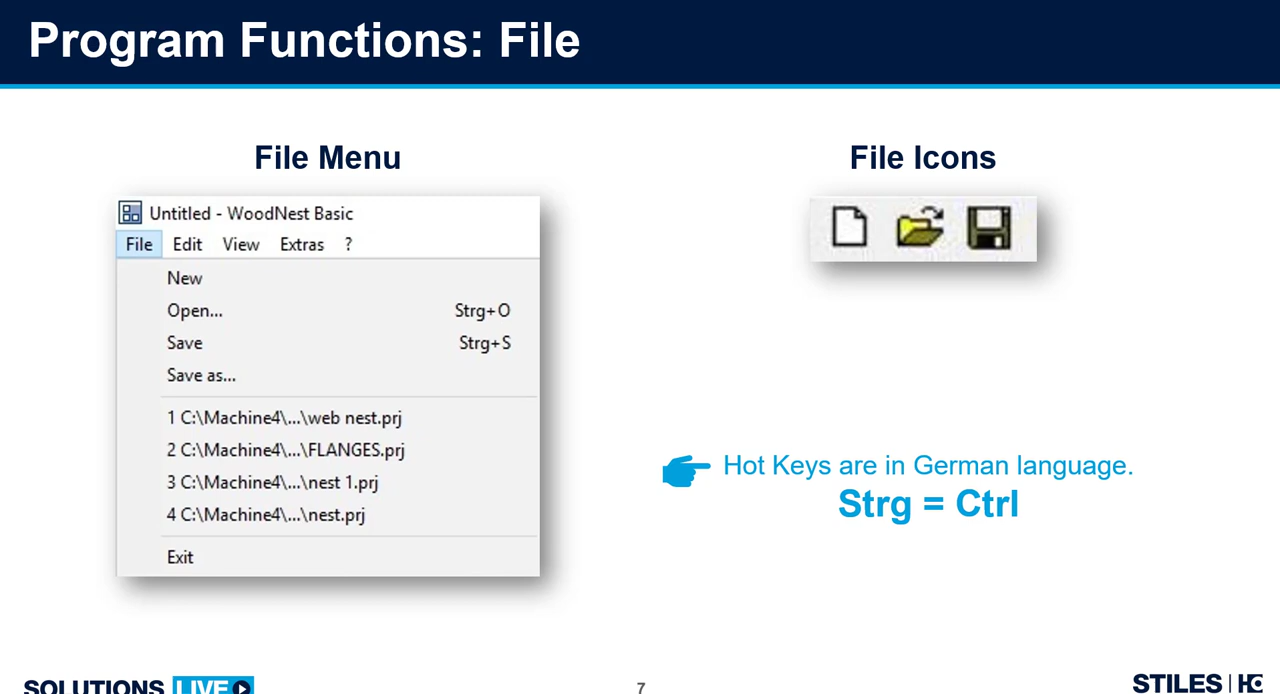 Program Functions: File
File Menu
Untitled - WoodNest Basic
File Edit View Extras ?
New
Open... Strg+O
Save Strg+S
Save as...
1 C:\Machine4\...\web nest.prj
2 C:\Machine4\...\FLANGES.prj
3 C:\Machine4\...\nest 1.prj
4 C:\Machine4\...\nest.prj
Exit
File Icons
Hot Keys are in German language.
Strg = Ctrl
SOLUTIONS LIVE
7
STILES